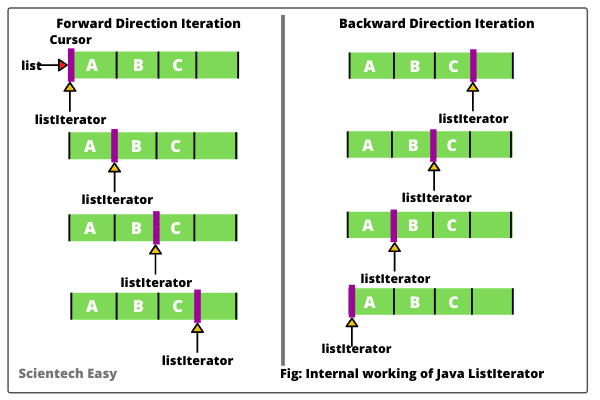 Forward Direction Iteration
Cursor
list
A B C
listIterator
A B C
listIterator
A B C
listIterator
A B C
listIterator
Backward Direction Iteration
A B C
listIterator
A B C
listIterator
A B C
listIterator
A B C
listIterator
Scientech Easy
Fig: Internal working of Java ListIterator